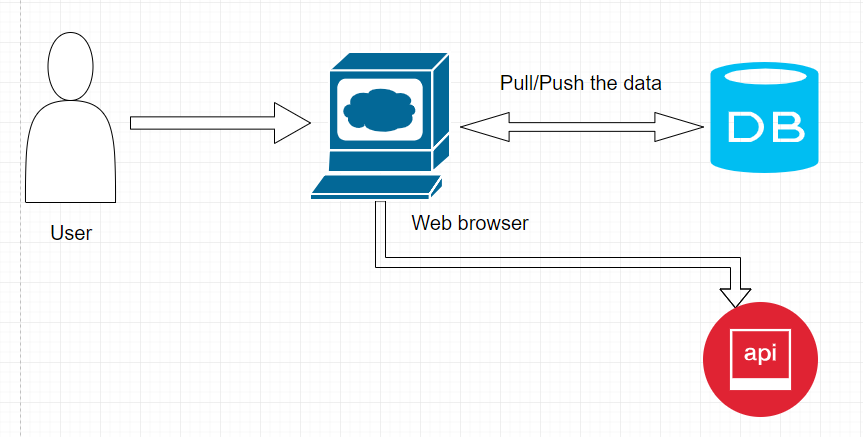 Pull/Push the data
DB
User
Web browser
api